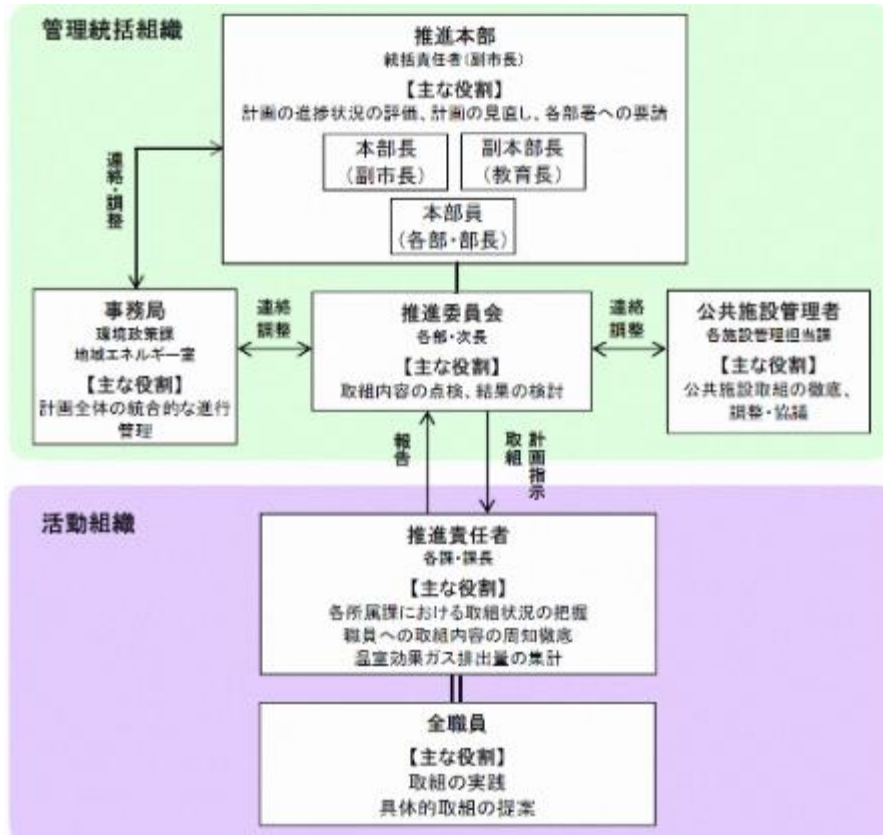 管理統括組織
推進本部
統括責任者(副市長)
【主な役割】
計画の進捗状況の評価、計画の見直し、各部署への要請
本部長
(副市長)
副本部長
(教育長)
本部員
(各部・部長)
連絡・調整
事務局
環境政策課
地域エネルギー室
【主な役割】
計画全体の統合的な進行
管理
連絡
調整
推進委員会
各部・次長
【主な役割】
取組内容の点検、結果の検討
連絡
調整
公共施設管理者
各施設管理担当課
【主な役割】
公共施設取組の徹底、
調整・協議
報告
取組
計画指示
活動組織
推進責任者
各課・課長
【主な役割】
各所属課における取組状況の把握
職員への取組内容の周知徹底
温室効果ガス排出量の集計
全職員
【主な役割】
取組の実践
具体的取組の提案